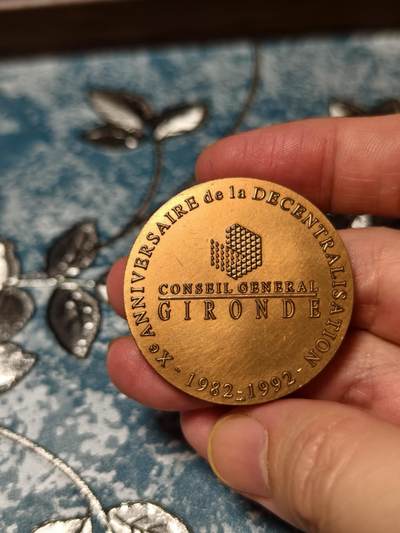 Xe ANNIVERSAIRE de la DECENTRALISATION
CONSEIL GENERAL
GIRONDE
- 1982-1992 -